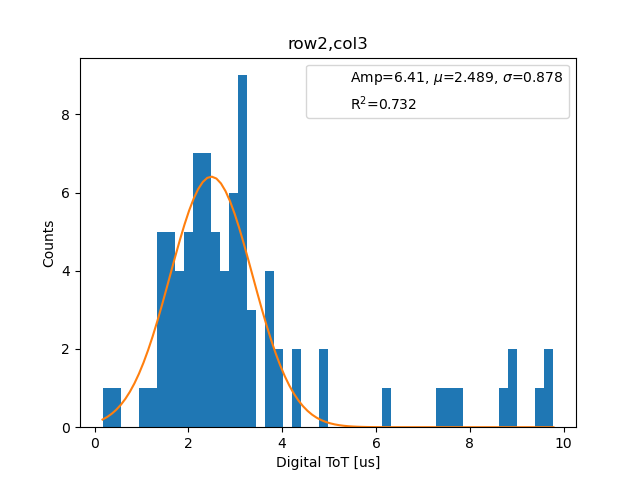 row2,col3
Amp=6.41, μ=2.489, σ=0.878
R²=0.732
Counts
8
6
4
2
0
0 2 4 6 8 10
Digital ToT [us]